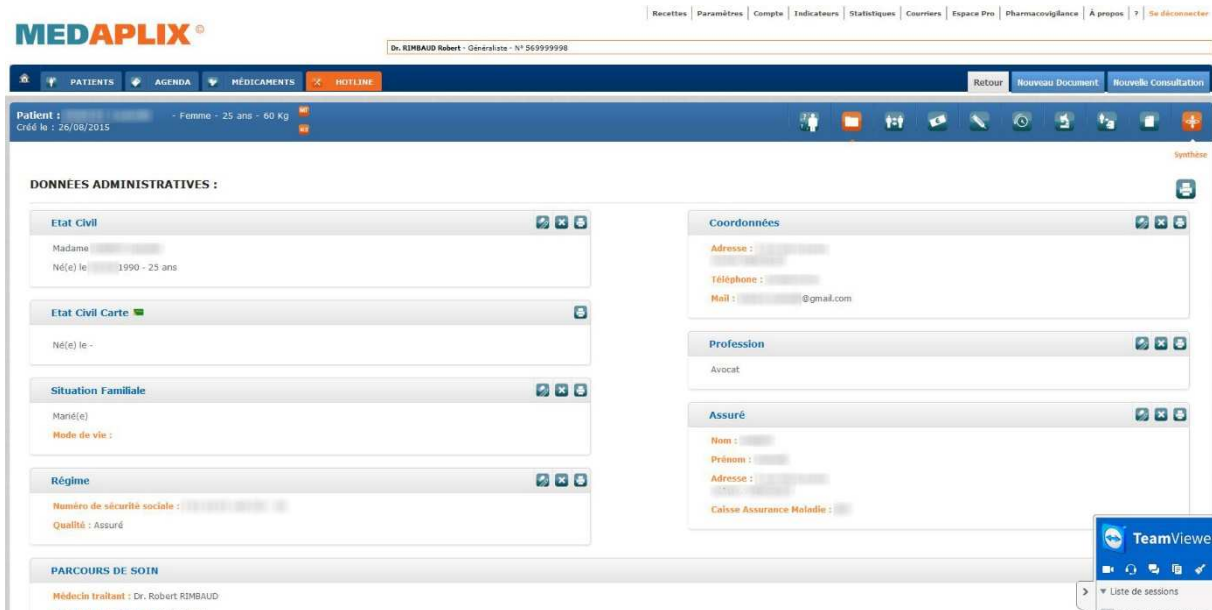 Recettes | Paramètres | Compte | Indicateurs | Statistiques | Courriers | Espace Pro | Pharmacovigilance | À propos | ? | Se déconnecter
MEDAPLIX
Dr. RIMBAUD Robert - Généraliste - N° 569999998
PATIENTS AGENDA MÉDICAMENTS HOTLINE Retour Nouveau Document Nouvelle Consultation
Patient : - Femme - 25 ans - 60 Kg
Créé le : 26/08/2015
Synthèse
DONNÉES ADMINISTRATIVES :
Etat Civil
Madame
Né(e) le 1990 - 25 ans
Etat Civil Carte
Né(e) le -
Situation Familiale
Marié(e)
Mode de vie :
Régime
Numéro de sécurité sociale :
Qualité : Assuré
Coordonnées
Adresse :
Téléphone :
Mail : @gmail.com
Profession
Avocat
Assuré
Nom :
Prénom :
Adresse :
Caisse Assurance Maladie :
PARCOURS DE SOIN
Médecin traitant : Dr. Robert RIMBAUD
TeamViewe
Liste de sessions